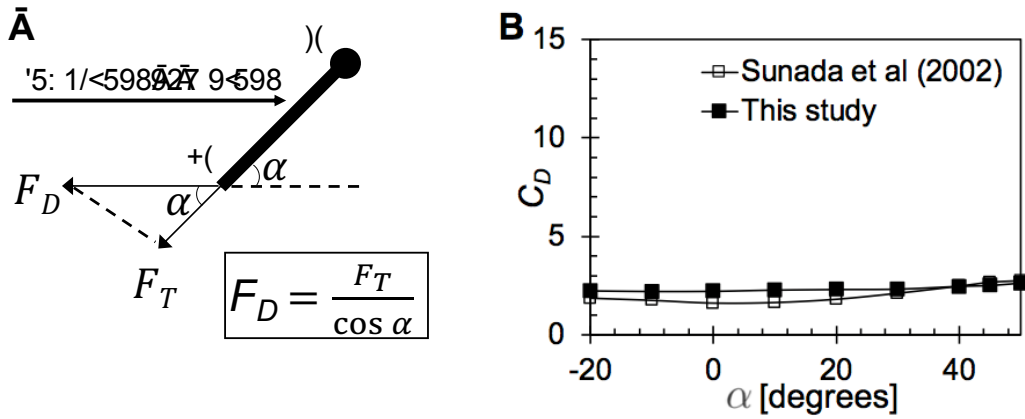 Ā
)(
+(
α
F_D
α
F_T
F_D = F_T / cos α
B
Sunada et al (2002)
This study
C_D
15
10
5
0
-20 0 20 40
α [degrees]